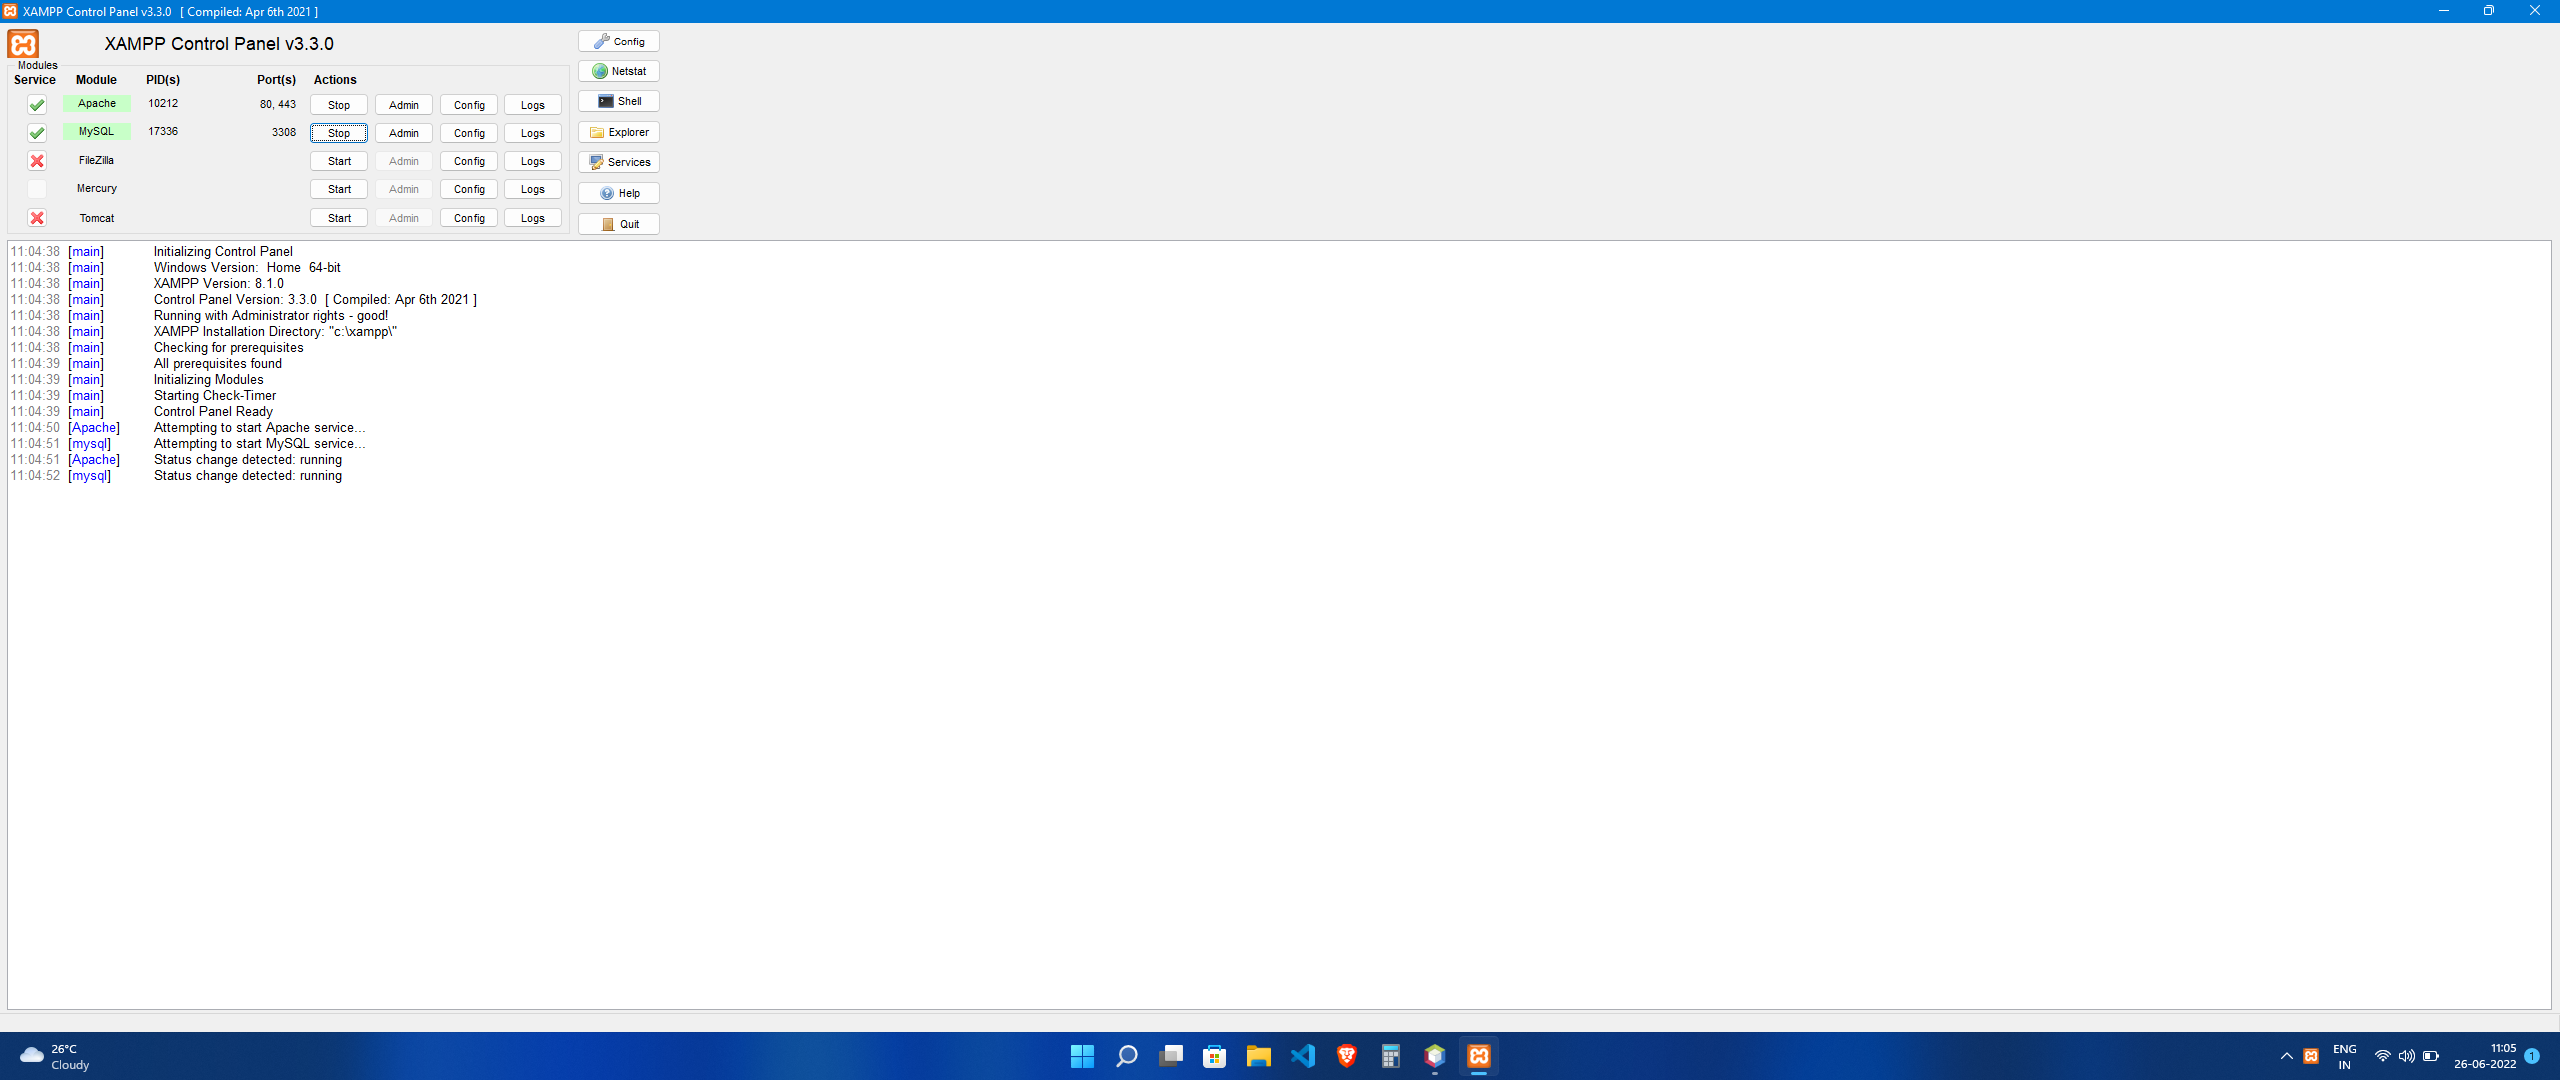 XAMPP Control Panel v3.3.0   [ Compiled: Apr 6th 2021 ]
XAMPP Control Panel v3.3.0
Modules
Service Module PID(s) Port(s) Actions
Apache 10212 80, 443 Stop Admin Config Logs
MySQL 17336 3308 Stop Admin Config Logs
FileZilla Start Admin Config Logs
Mercury Start Admin Config Logs
Tomcat Start Admin Config Logs
Config
Netstat
Shell
Explorer
Services
Help
Quit
11:04:38 [main] Initializing Control Panel
11:04:38 [main] Windows Version:  Home  64-bit
11:04:38 [main] XAMPP Version: 8.1.0
11:04:38 [main] Control Panel Version: 3.3.0  [ Compiled: Apr 6th 2021 ]
11:04:38 [main] Running with Administrator rights - good!
11:04:38 [main] XAMPP Installation Directory: "c:\xampp\"
11:04:38 [main] Checking for prerequisites
11:04:39 [main] All prerequisites found
11:04:39 [main] Initializing Modules
11:04:39 [main] Starting Check-Timer
11:04:39 [main] Control Panel Ready
11:04:50 [Apache] Attempting to start Apache service...
11:04:51 [mysql] Attempting to start MySQL service...
11:04:51 [Apache] Status change detected: running
11:04:52 [mysql] Status change detected: running
26°C
Cloudy
ENG
IN
11:05
26-06-2022
1